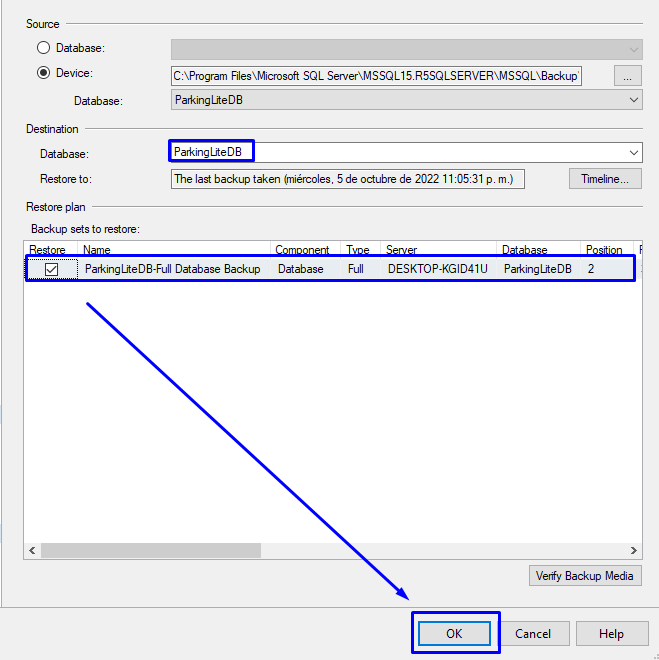 Source
Database:
Device:
C:\Program Files\Microsoft SQL Server\MSSQL15.R5SQLSERVER\MSSQL\Backup\
...
Database:
ParkingLiteDB
Destination
Database:
ParkingLiteDB
Restore to:
The last backup taken (miércoles, 5 de octubre de 2022 11:05:31 p. m.)
Timeline...
Restore plan
Backup sets to restore:
Restore Name Component Type Server Database Position
ParkingLiteDB-Full Database Backup Database Full DESKTOP-KGID41U ParkingLiteDB 2
Verify Backup Media
OK Cancel Help